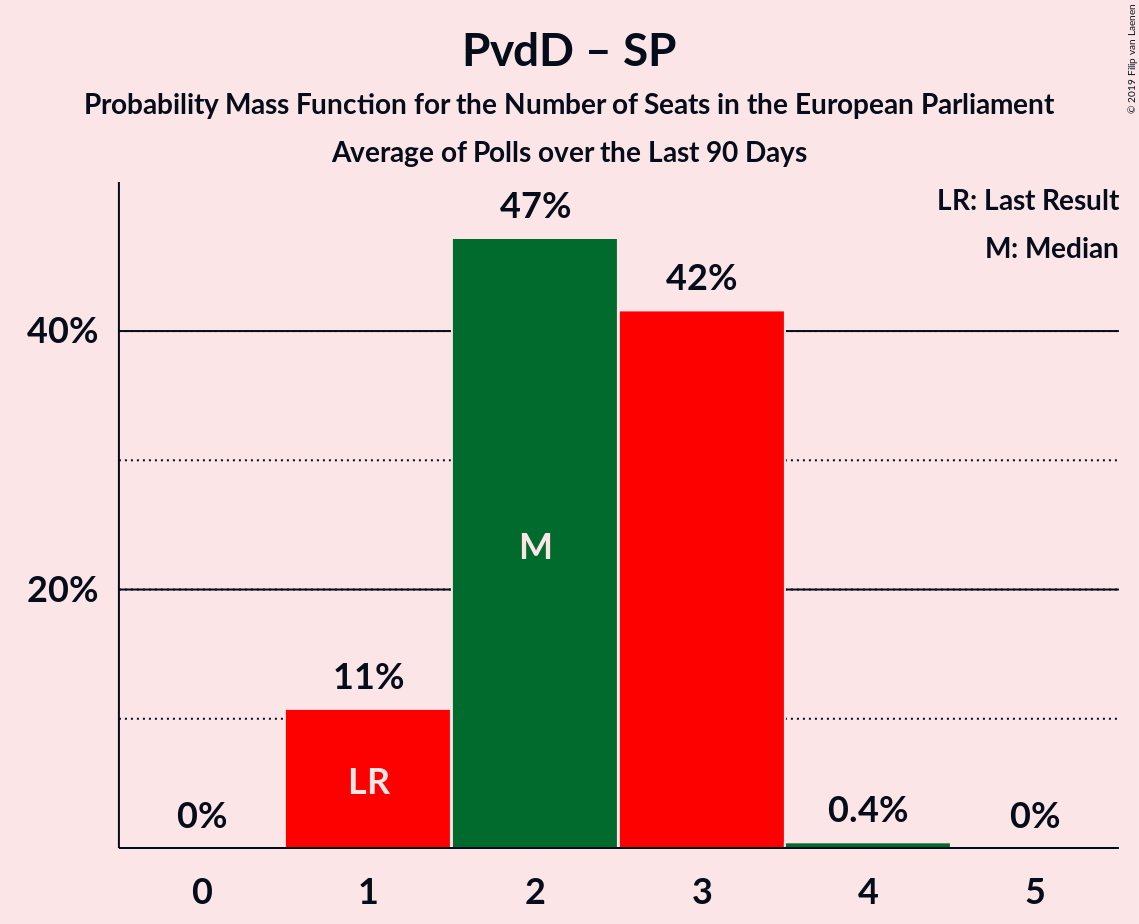 PvdD – SP
Probability Mass Function for the Number of Seats in the European Parliament
Average of Polls over the Last 90 Days
© 2019 Filip van Laenen
LR: Last Result
M: Median
47%
42%
40%
M
20%
11%
LR
0%
0.4%
0%
0 1 2 3 4 5